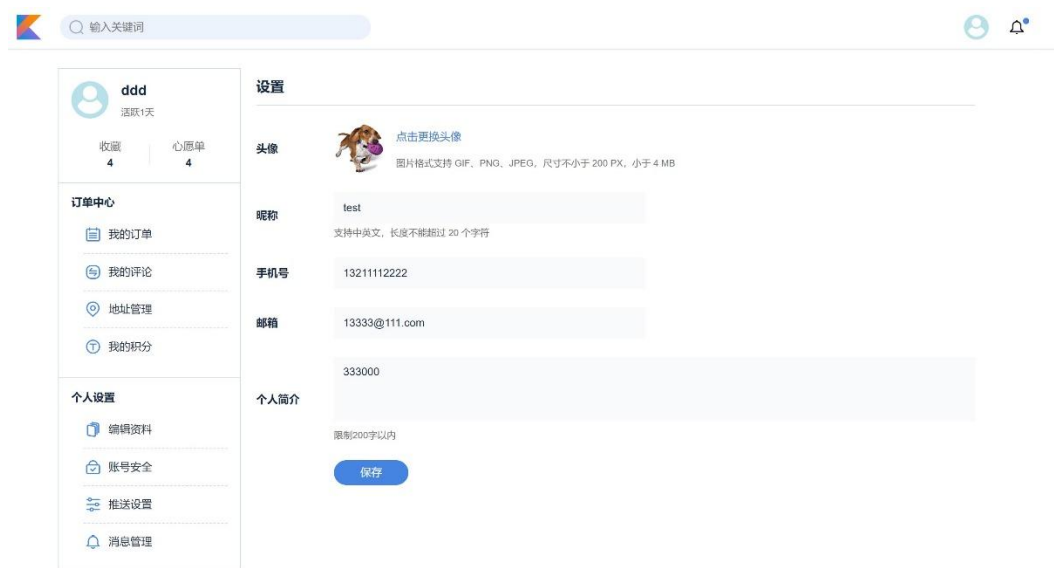 输入关键词
ddd
活跃1天
收藏 心愿单
4 4
订单中心
我的订单
我的评论
地址管理
我的积分
个人设置
编辑资料
账号安全
推送设置
消息管理
设置
头像
点击更换头像
图片格式支持 GIF、PNG、JPEG，尺寸不小于 200 PX，小于 4 MB
昵称
test
支持中英文，长度不能超过 20 个字符
手机号
13211112222
邮箱
13333@111.com
个人简介
333000
限制200字以内
保存